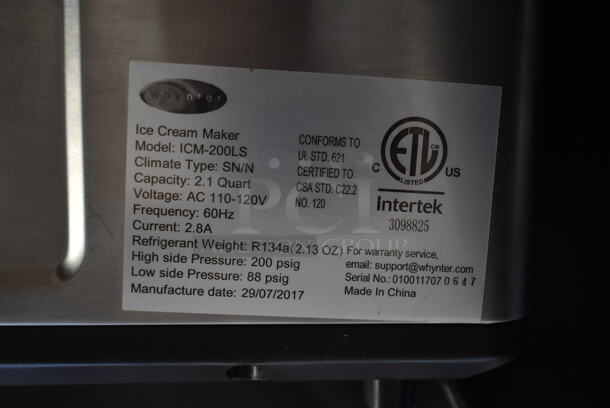 Whynter
Ice Cream Maker
Model: ICM-200LS
Climate Type: SN/N
Capacity: 2.1 Quart
Voltage: AC 110-120V
Frequency: 60Hz
Current: 2.8A
Refrigerant Weight: R134a(2.13 OZ)
High side Pressure: 200 psig
Low side Pressure: 88 psig
Manufacture date: 29/07/2017
CONFORMS TO
UL STD. 621
CERTIFIED TO
CSA STD. C22.2
NO. 120
C ETL CM US
LISTED
Intertek
3098825
For warranty service,
email: support@whynter.com
Serial No.: 010011707 0 6 4 7
Made In China
PCI
GROUP